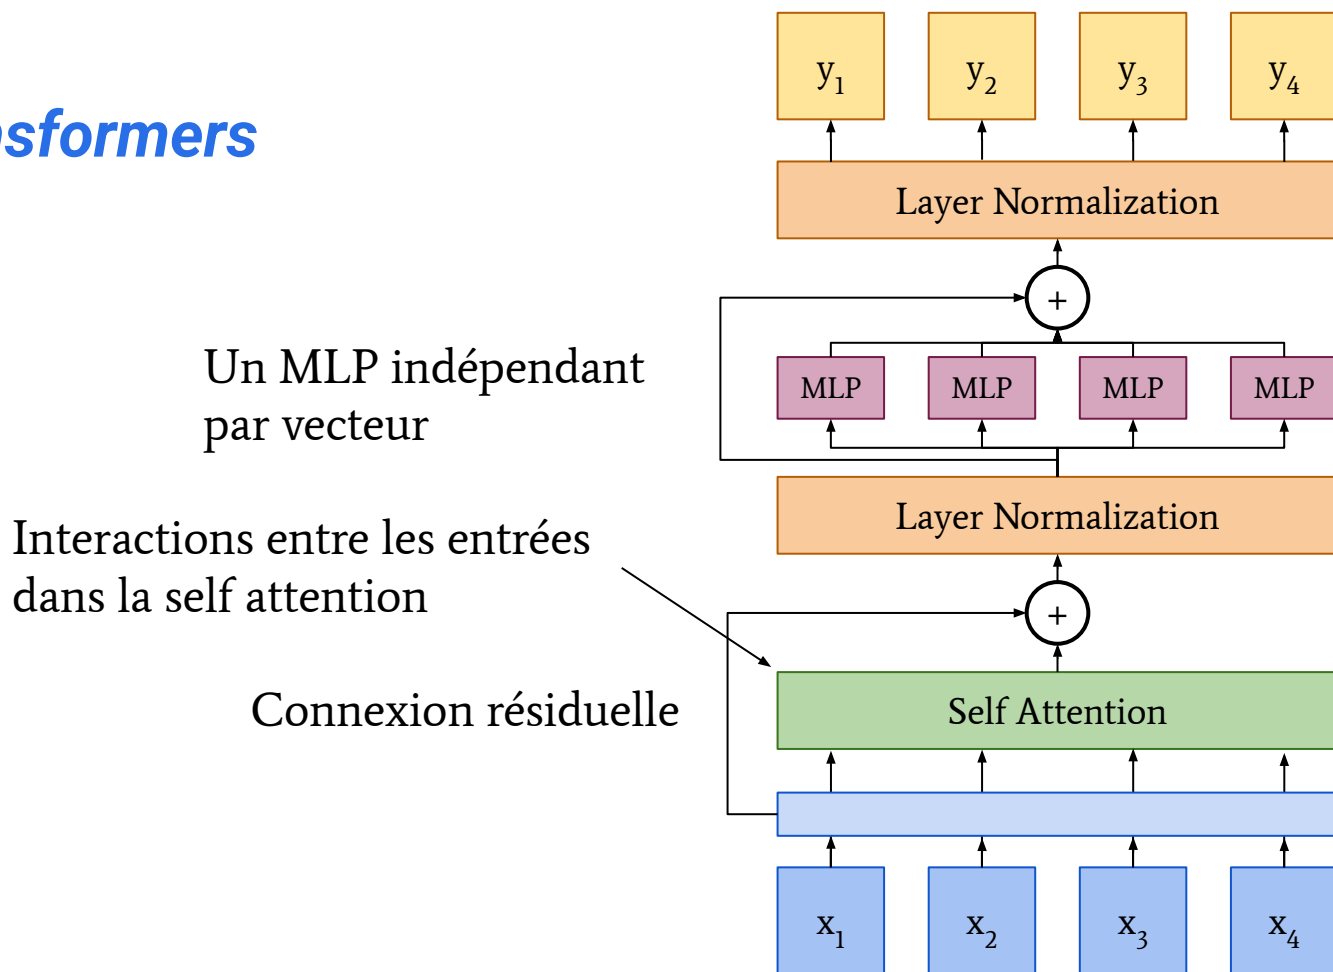 nsformers
y₁ y₂ y₃ y₄
Layer Normalization
+
Un MLP indépendant
par vecteur
MLP MLP MLP MLP
Layer Normalization
Interactions entre les entrées
dans la self attention
+
Connexion résiduelle
Self Attention
x₁ x₂ x₃ x₄